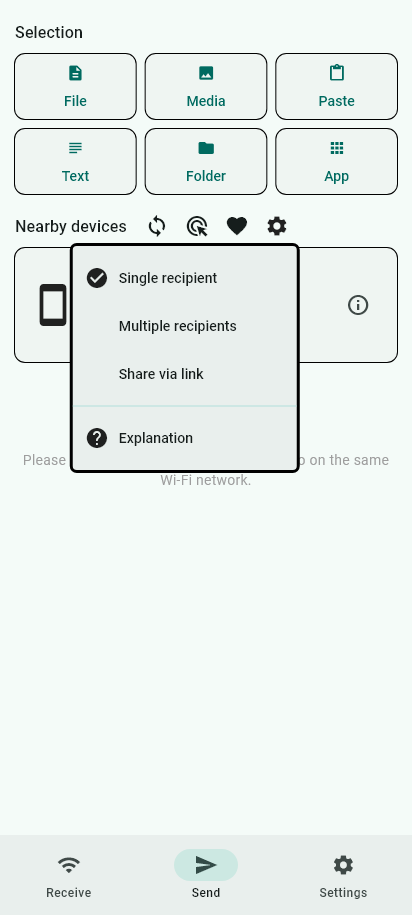 Selection
File
Media
Paste
Text
Folder
App
Nearby devices
Single recipient
Multiple recipients
Share via link
Explanation
Please
on the same
Wi-Fi network.
Receive
Send
Settings